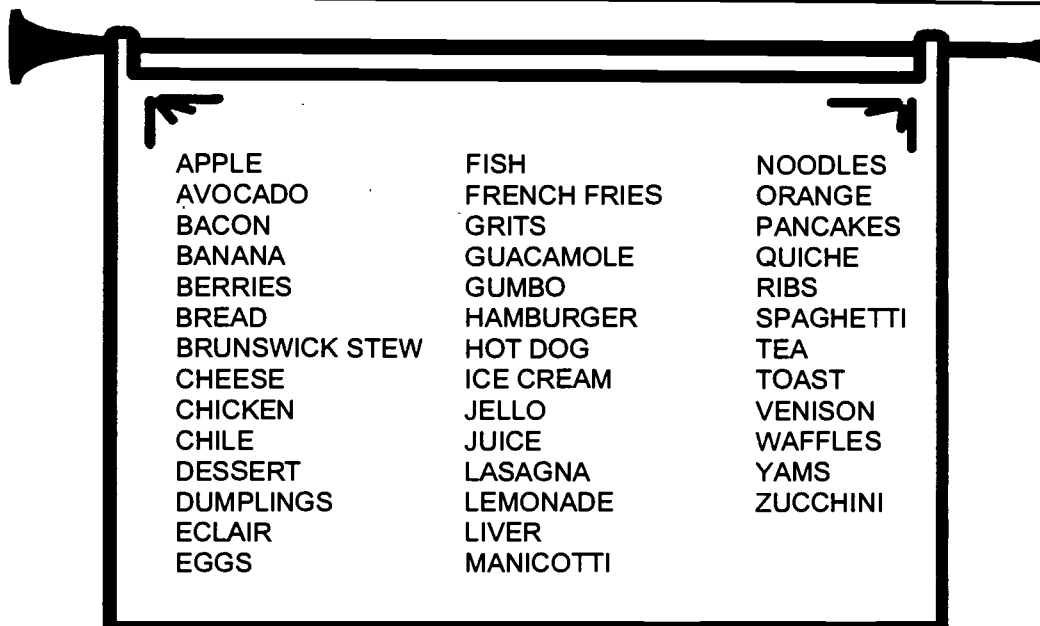 APPLE
AVOCADO
BACON
BANANA
BERRIES
BREAD
BRUNSWICK STEW
CHEESE
CHICKEN
CHILE
DESSERT
DUMPLINGS
ECLAIR
EGGS
FISH
FRENCH FRIES
GRITS
GUACAMOLE
GUMBO
HAMBURGER
HOT DOG
ICE CREAM
JELLO
JUICE
LASAGNA
LEMONADE
LIVER
MANICOTTI
NOODLES
ORANGE
PANCAKES
QUICHE
RIBS
SPAGHETTI
TEA
TOAST
VENISON
WAFFLES
YAMS
ZUCCHINI